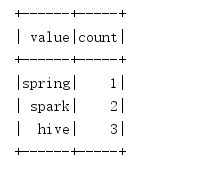 +------+-----+
| value|count|
+------+-----+
|spring|    1|
| spark|    2|
|  hive|    3|
+------+-----+